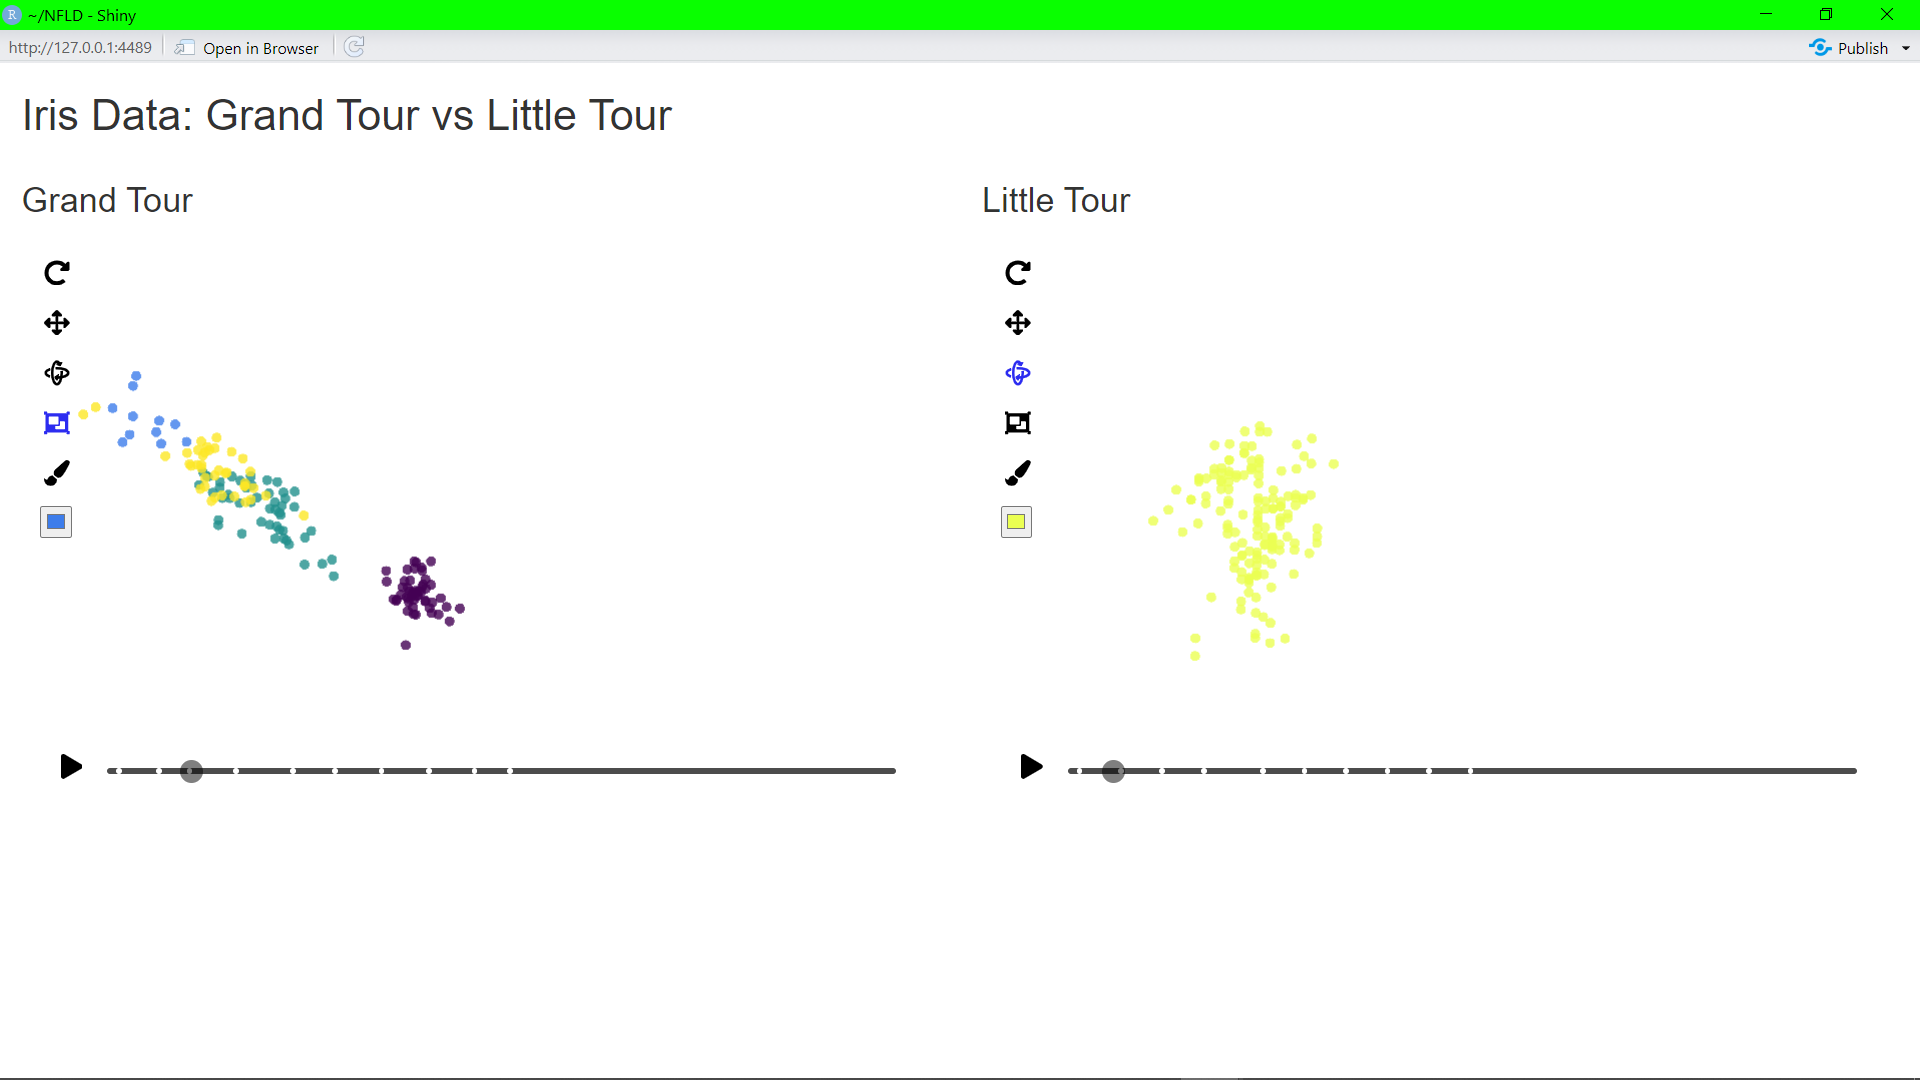 R ~/NFLD - Shiny
http://127.0.0.1:4489 Open in Browser Publish
Iris Data: Grand Tour vs Little Tour
Grand Tour
Little Tour